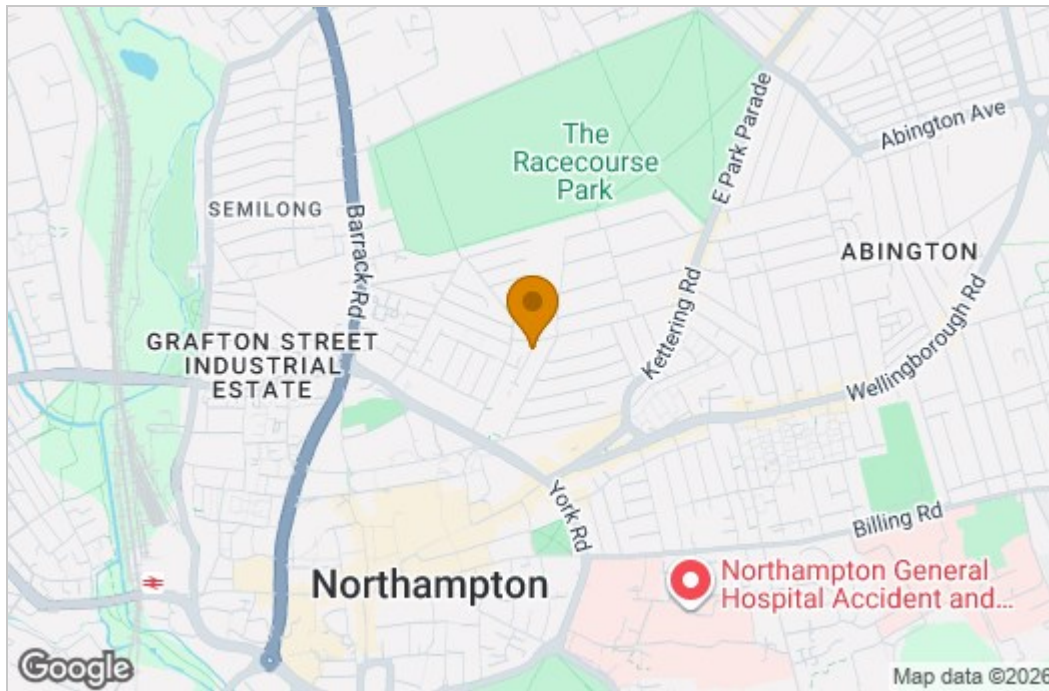 The
Racecourse
Park
E Park Parade
Abington Ave
SEMILONG
Barrack Rd
ABINGTON
GRAFTON STREET
INDUSTRIAL
ESTATE
Kettering Rd
Wellingborough Rd
York Rd
Billing Rd
Northampton
Northampton General
Hospital Accident and...
Google
Map data ©2026